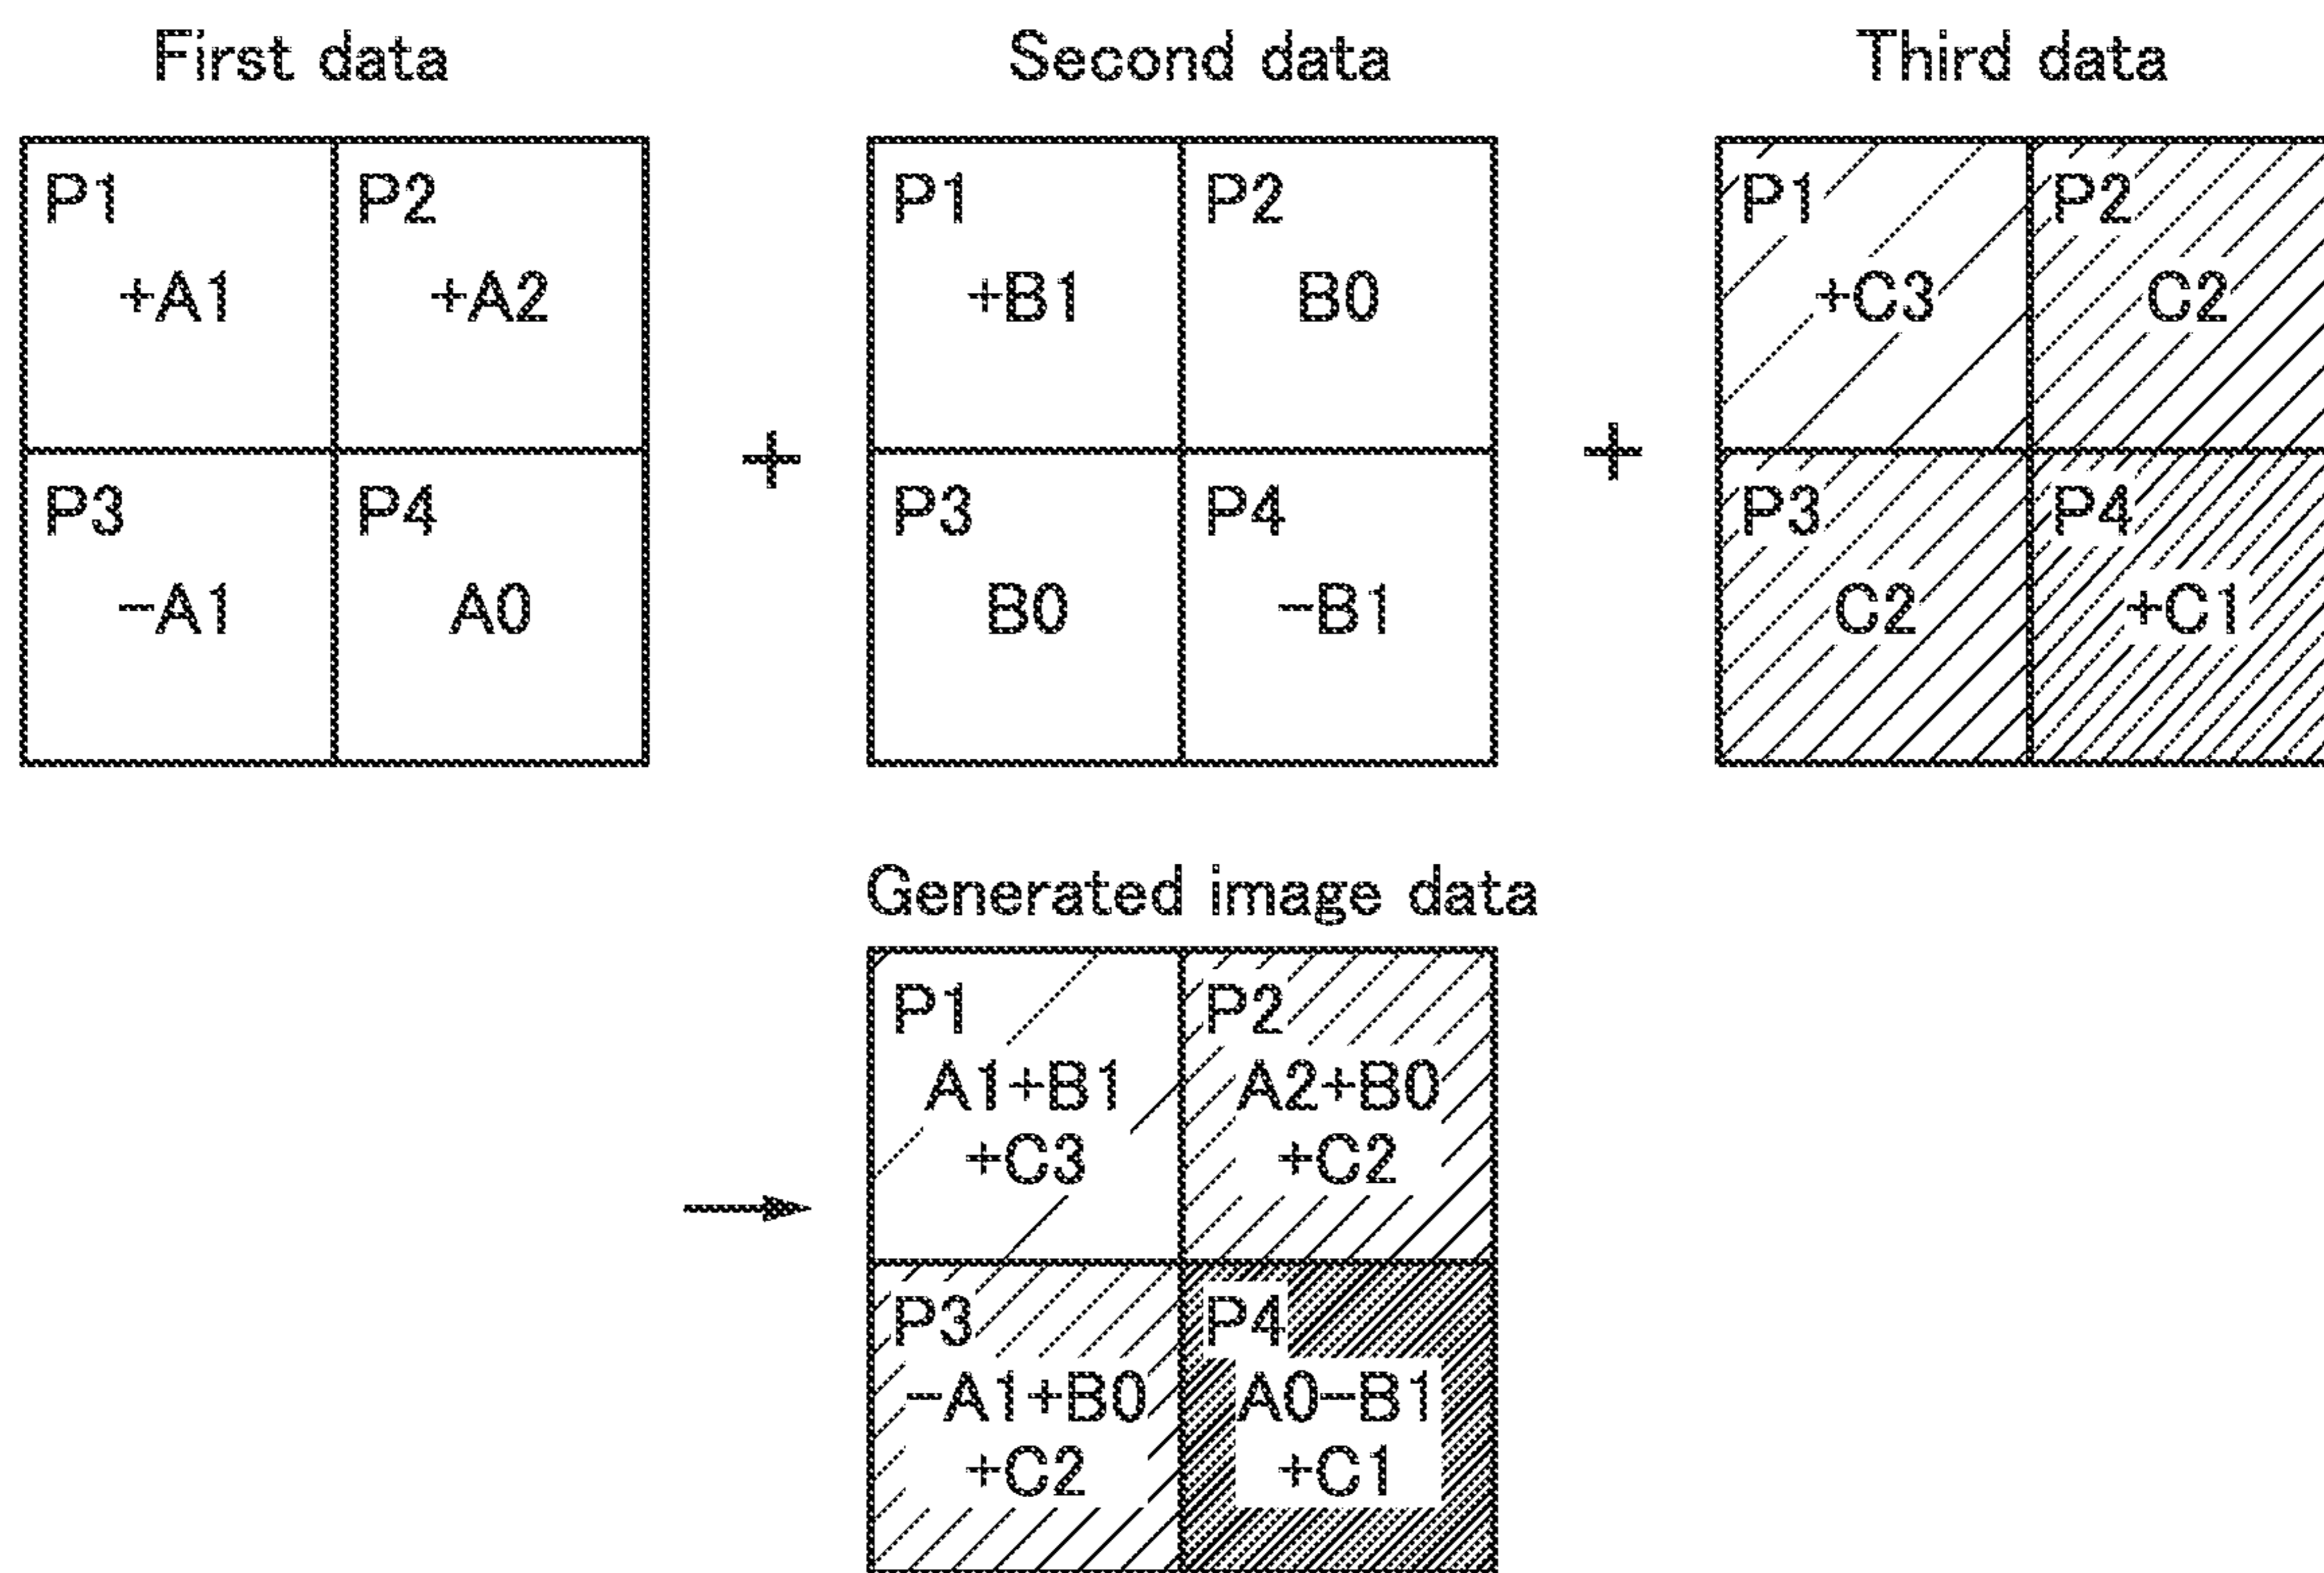 First data
P1
+A1
P2
+A2
P3
-A1
P4
A0
+
Second data
P1
+B1
P2
B0
P3
B0
P4
-B1
+
Third data
P1
+C3
P2
C2
P3
C2
P4
+C1
Generated image data
P1
A1+B1
+C3
P2
A2+B0
+C2
P3
-A1+B0
+C2
P4
A0-B1
+C1